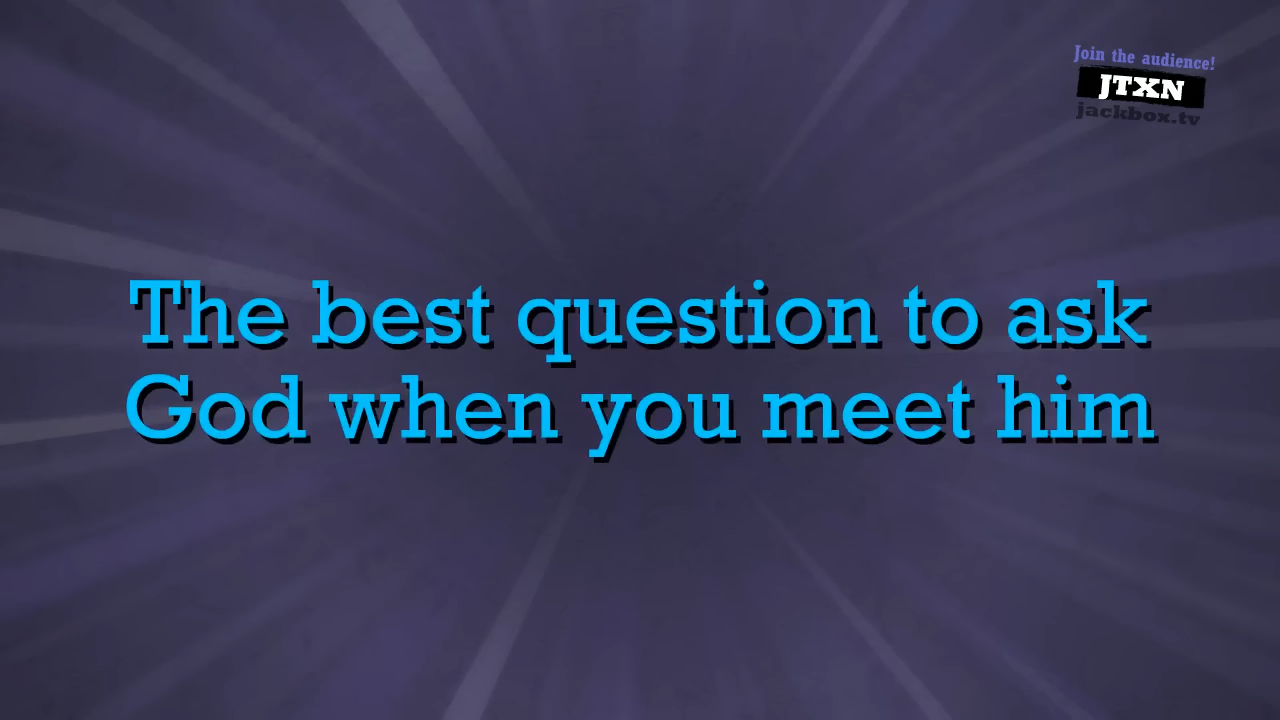 Join the audience!
JTXN
jackbox.tv
The best question to ask
God when you meet him